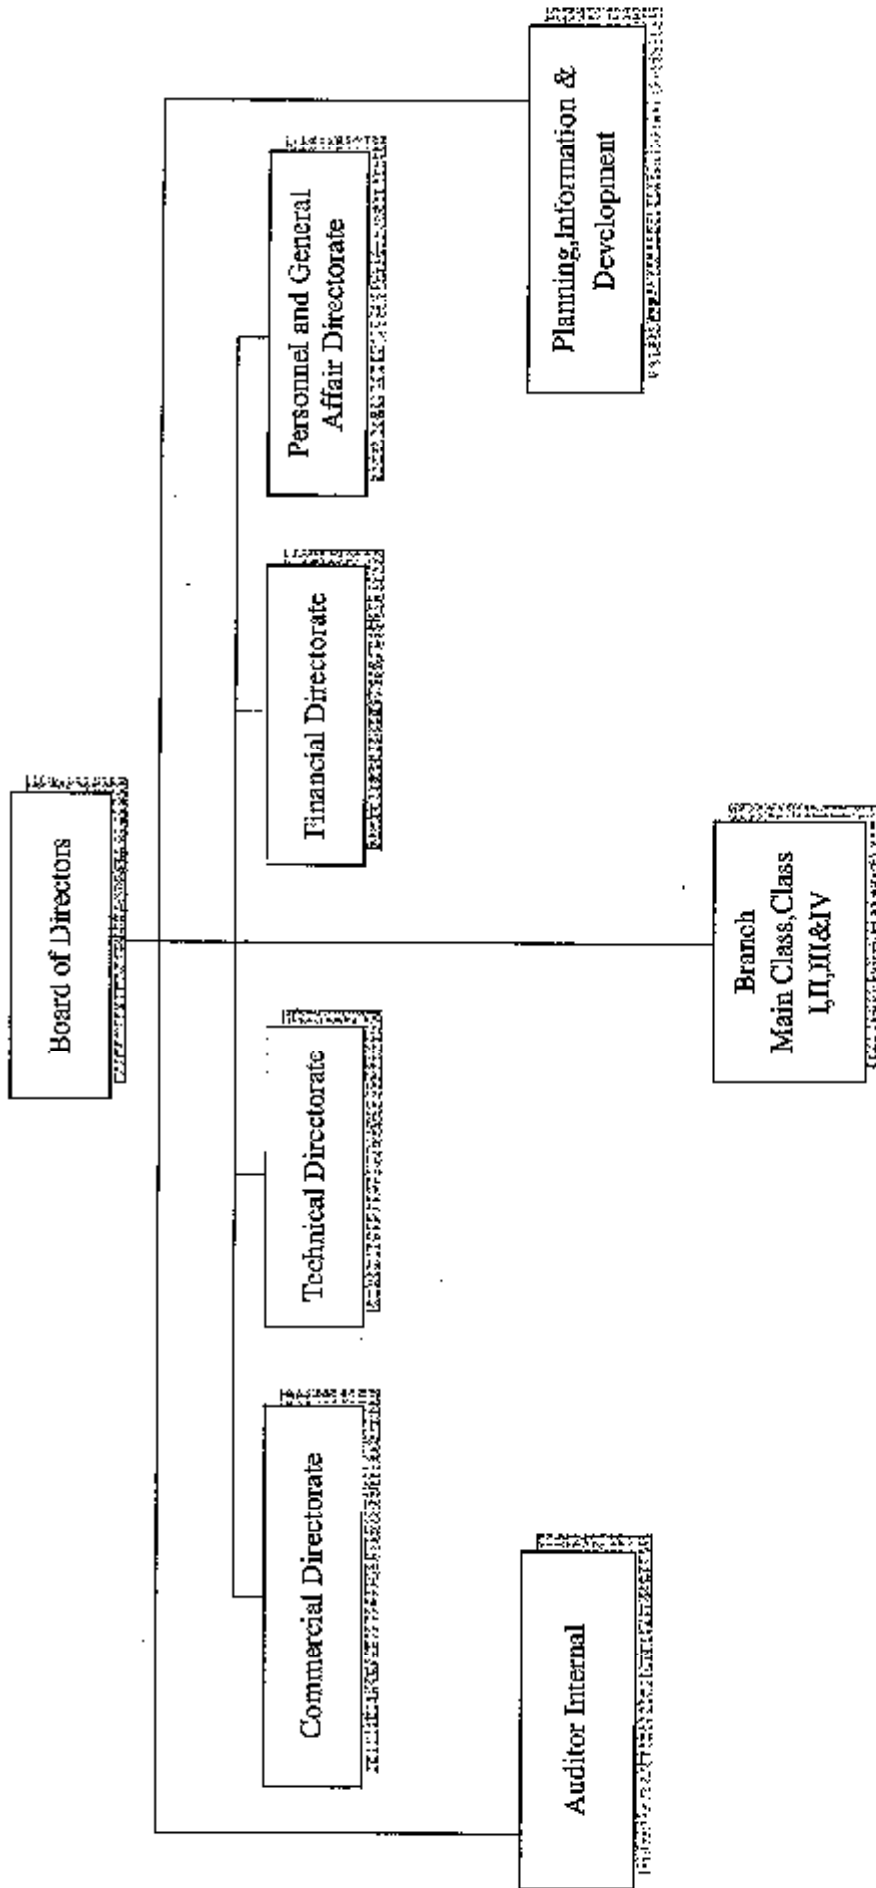 Board of Directors
Commercial Directorate
Technical Directorate
Financial Directorate
Personnel and General
Affair Directorate
Auditor Internal
Planning,Information &
Development
Branch
Main Class,Class
I,II,III&IV